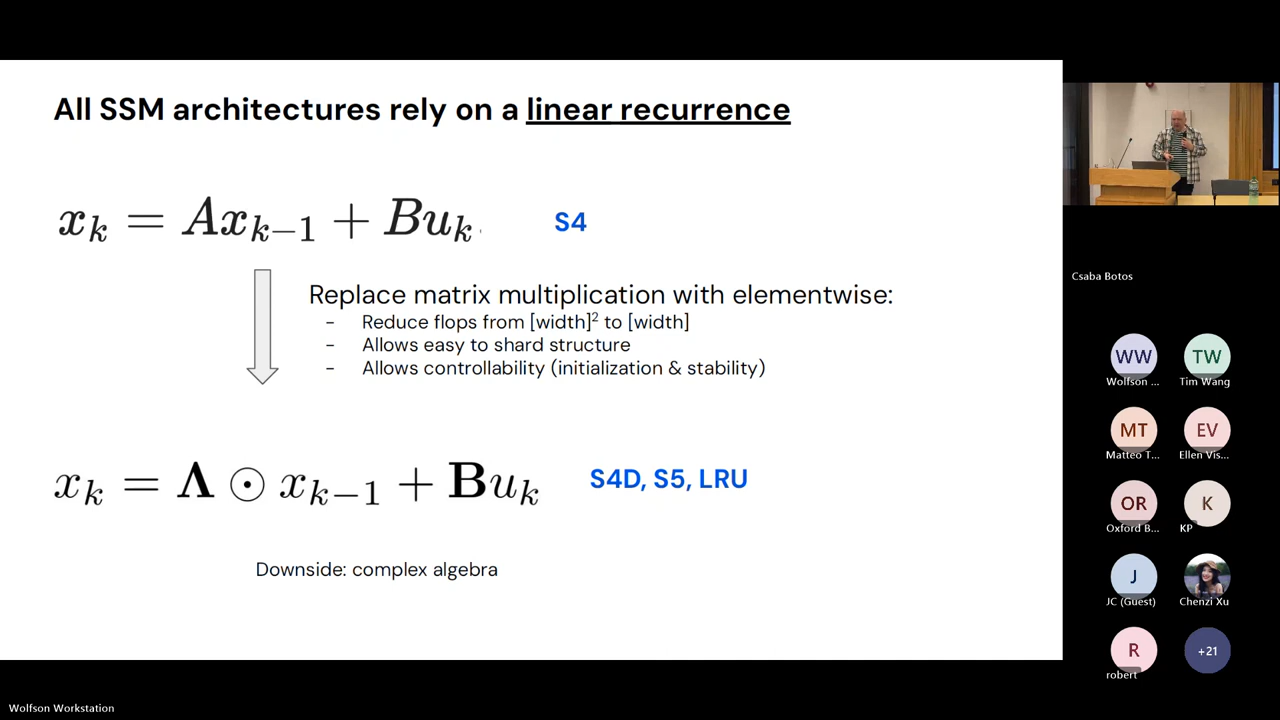 All SSM architectures rely on a linear recurrence
x_k = Ax_{k-1} + Bu_k
S4
Replace matrix multiplication with elementwise:
- Reduce flops from [width]² to [width]
- Allows easy to shard structure
- Allows controllability (initialization & stability)
x_k = Λ ⊙ x_{k-1} + Bu_k
S4D, S5, LRU
Downside: complex algebra
Csaba Botos
WW
TW
Wolfson ...
Tim Wang
MT
EV
Matteo T...
Ellen Vis...
OR
K
Oxford B...
KP
J
JC (Guest)
Chenzi Xu
R
+21
robert
Wolfson Workstation